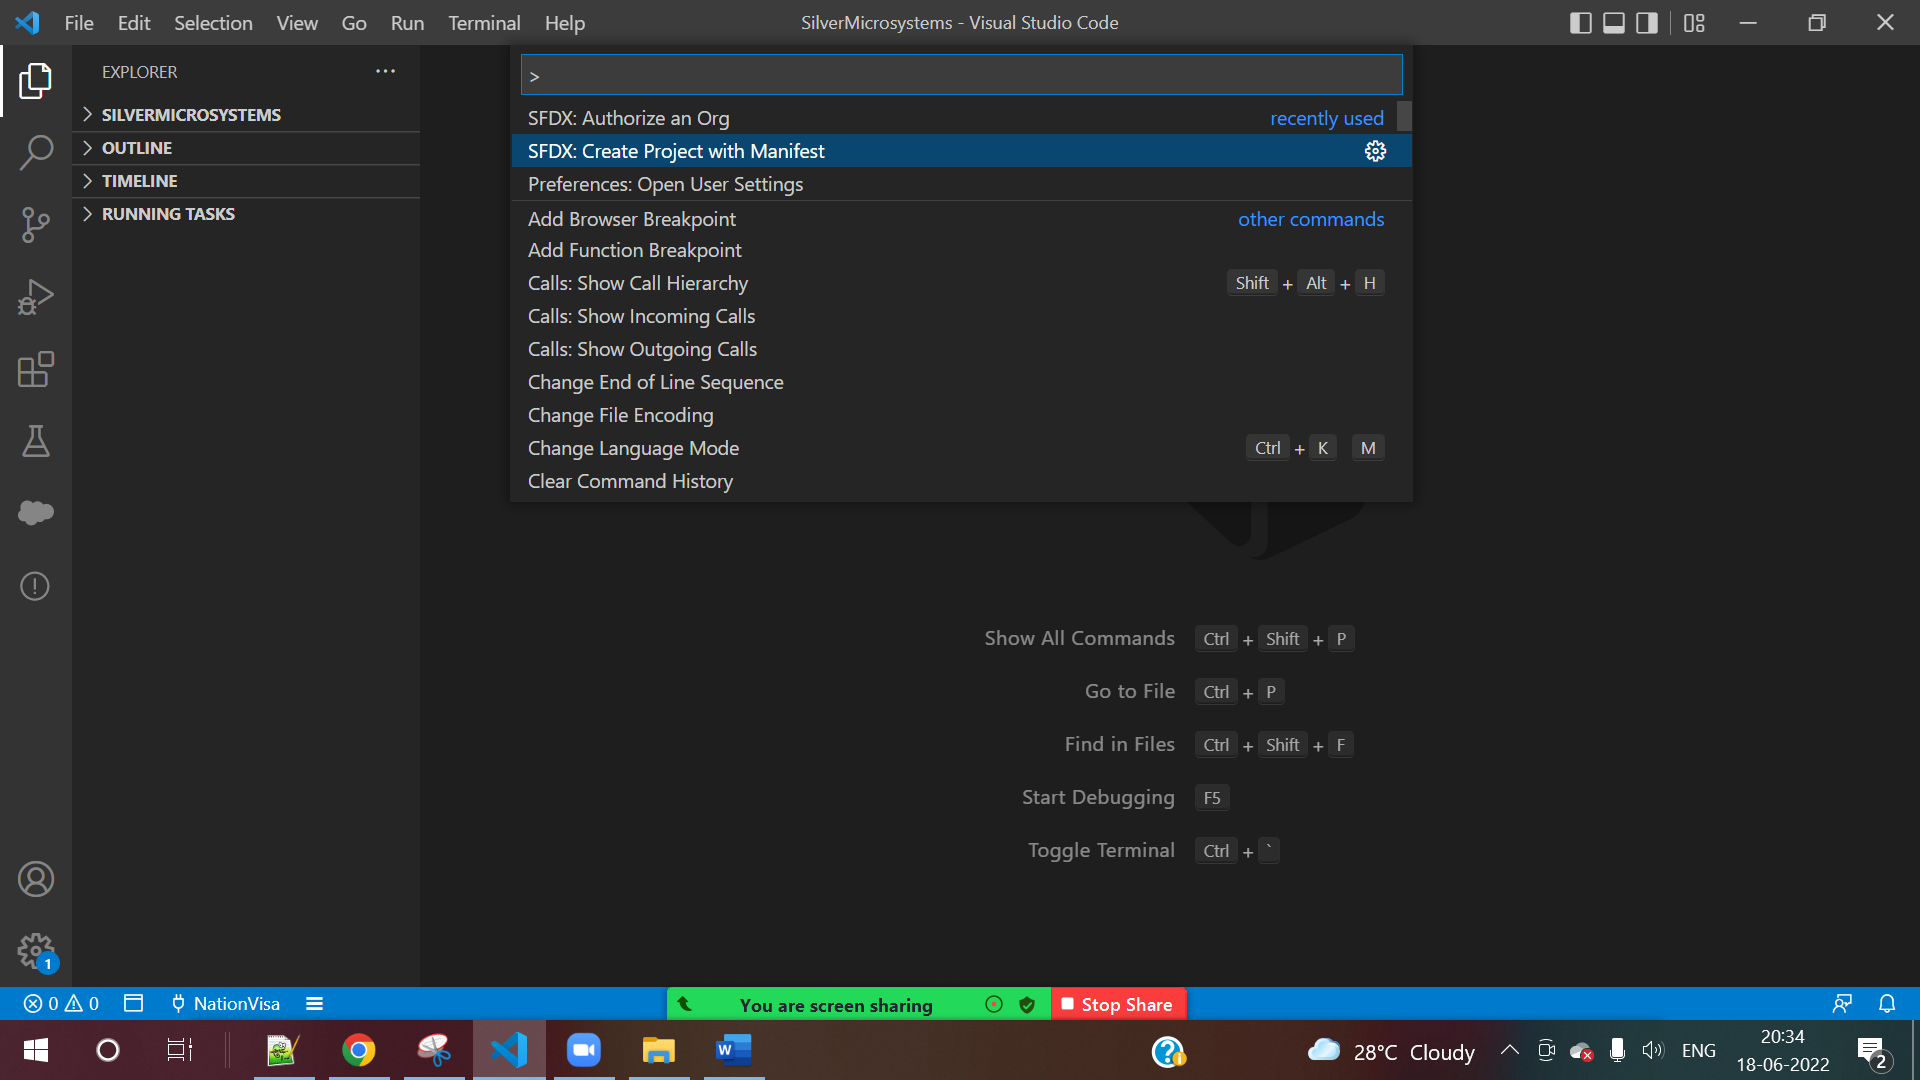 File Edit Selection View Go Run Terminal Help
SilverMicrosystems - Visual Studio Code
EXPLORER
SILVERMICROSYSTEMS
OUTLINE
TIMELINE
RUNNING TASKS
>
SFDX: Authorize an Org recently used
SFDX: Create Project with Manifest
Preferences: Open User Settings
Add Browser Breakpoint other commands
Add Function Breakpoint
Calls: Show Call Hierarchy Shift + Alt + H
Calls: Show Incoming Calls
Calls: Show Outgoing Calls
Change End of Line Sequence
Change File Encoding
Change Language Mode Ctrl + K M
Clear Command History
Show All Commands Ctrl + Shift + P
Go to File Ctrl + P
Find in Files Ctrl + Shift + F
Start Debugging F5
Toggle Terminal Ctrl + `
1
0 0 NationVisa
You are screen sharing
Stop Share
W
28°C Cloudy
ENG
20:34
18-06-2022
2